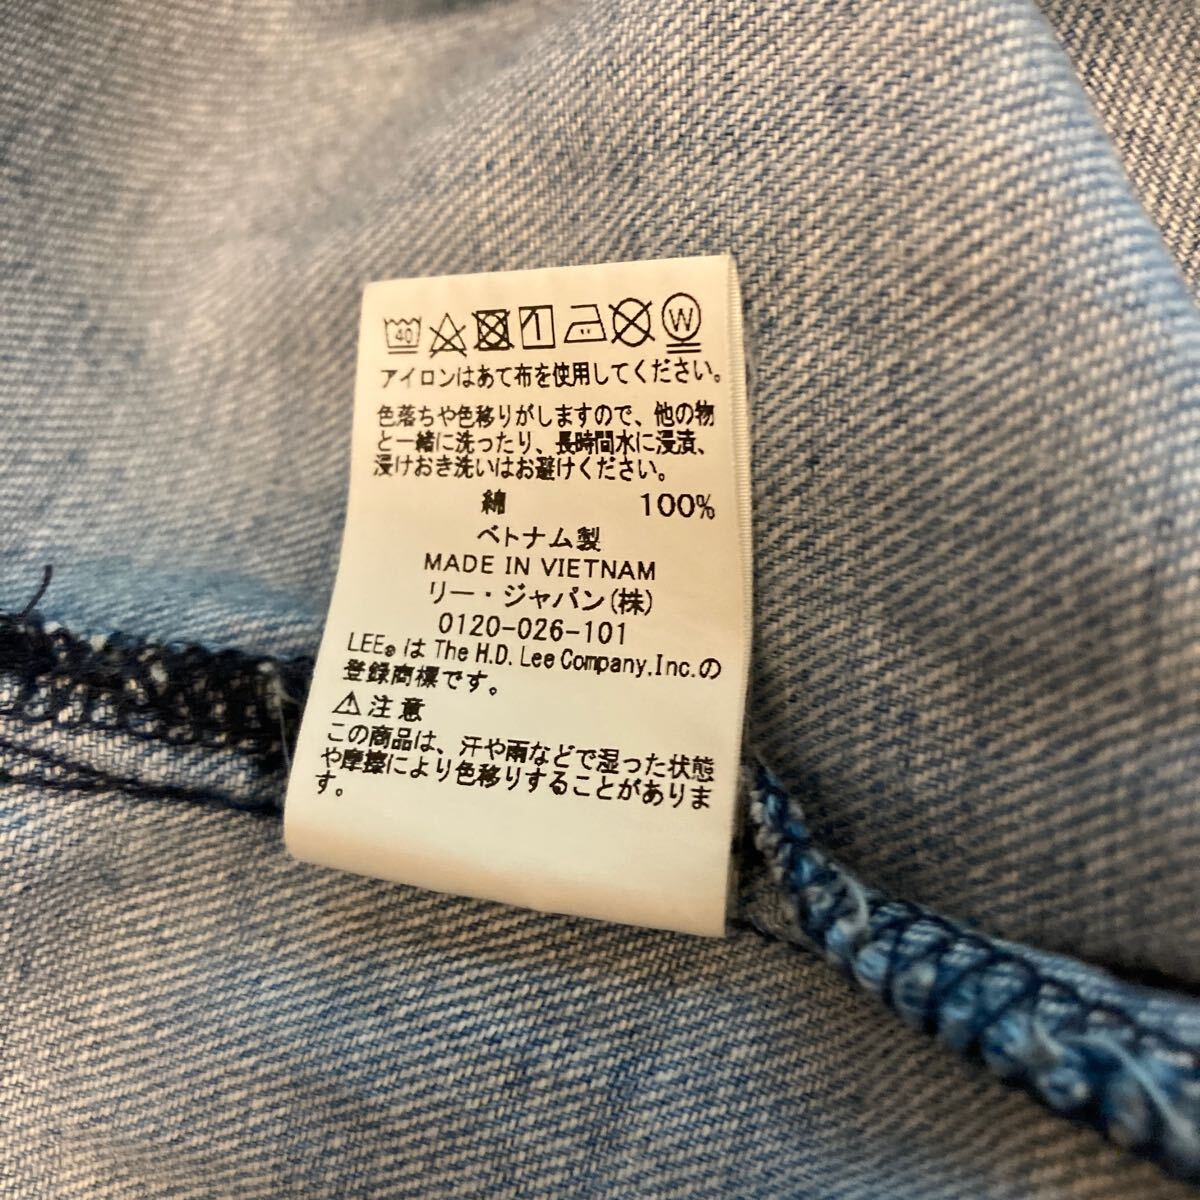 40 W
アイロンはあて布を使用してください。
色落ちや色移りがしますので、他の物
と一緒に洗ったり、長時間水に浸漬、
浸けおき洗いはお避けください。
綿 100%
ベトナム製
MADE IN VIETNAM
リー・ジャパン(株)
0120-026-101
LEE®は The H.D. Lee Company, Inc.の
登録商標です。
⚠注意
この商品は、汗や雨などで湿った状態
や摩擦により色移りすることがありま
す。